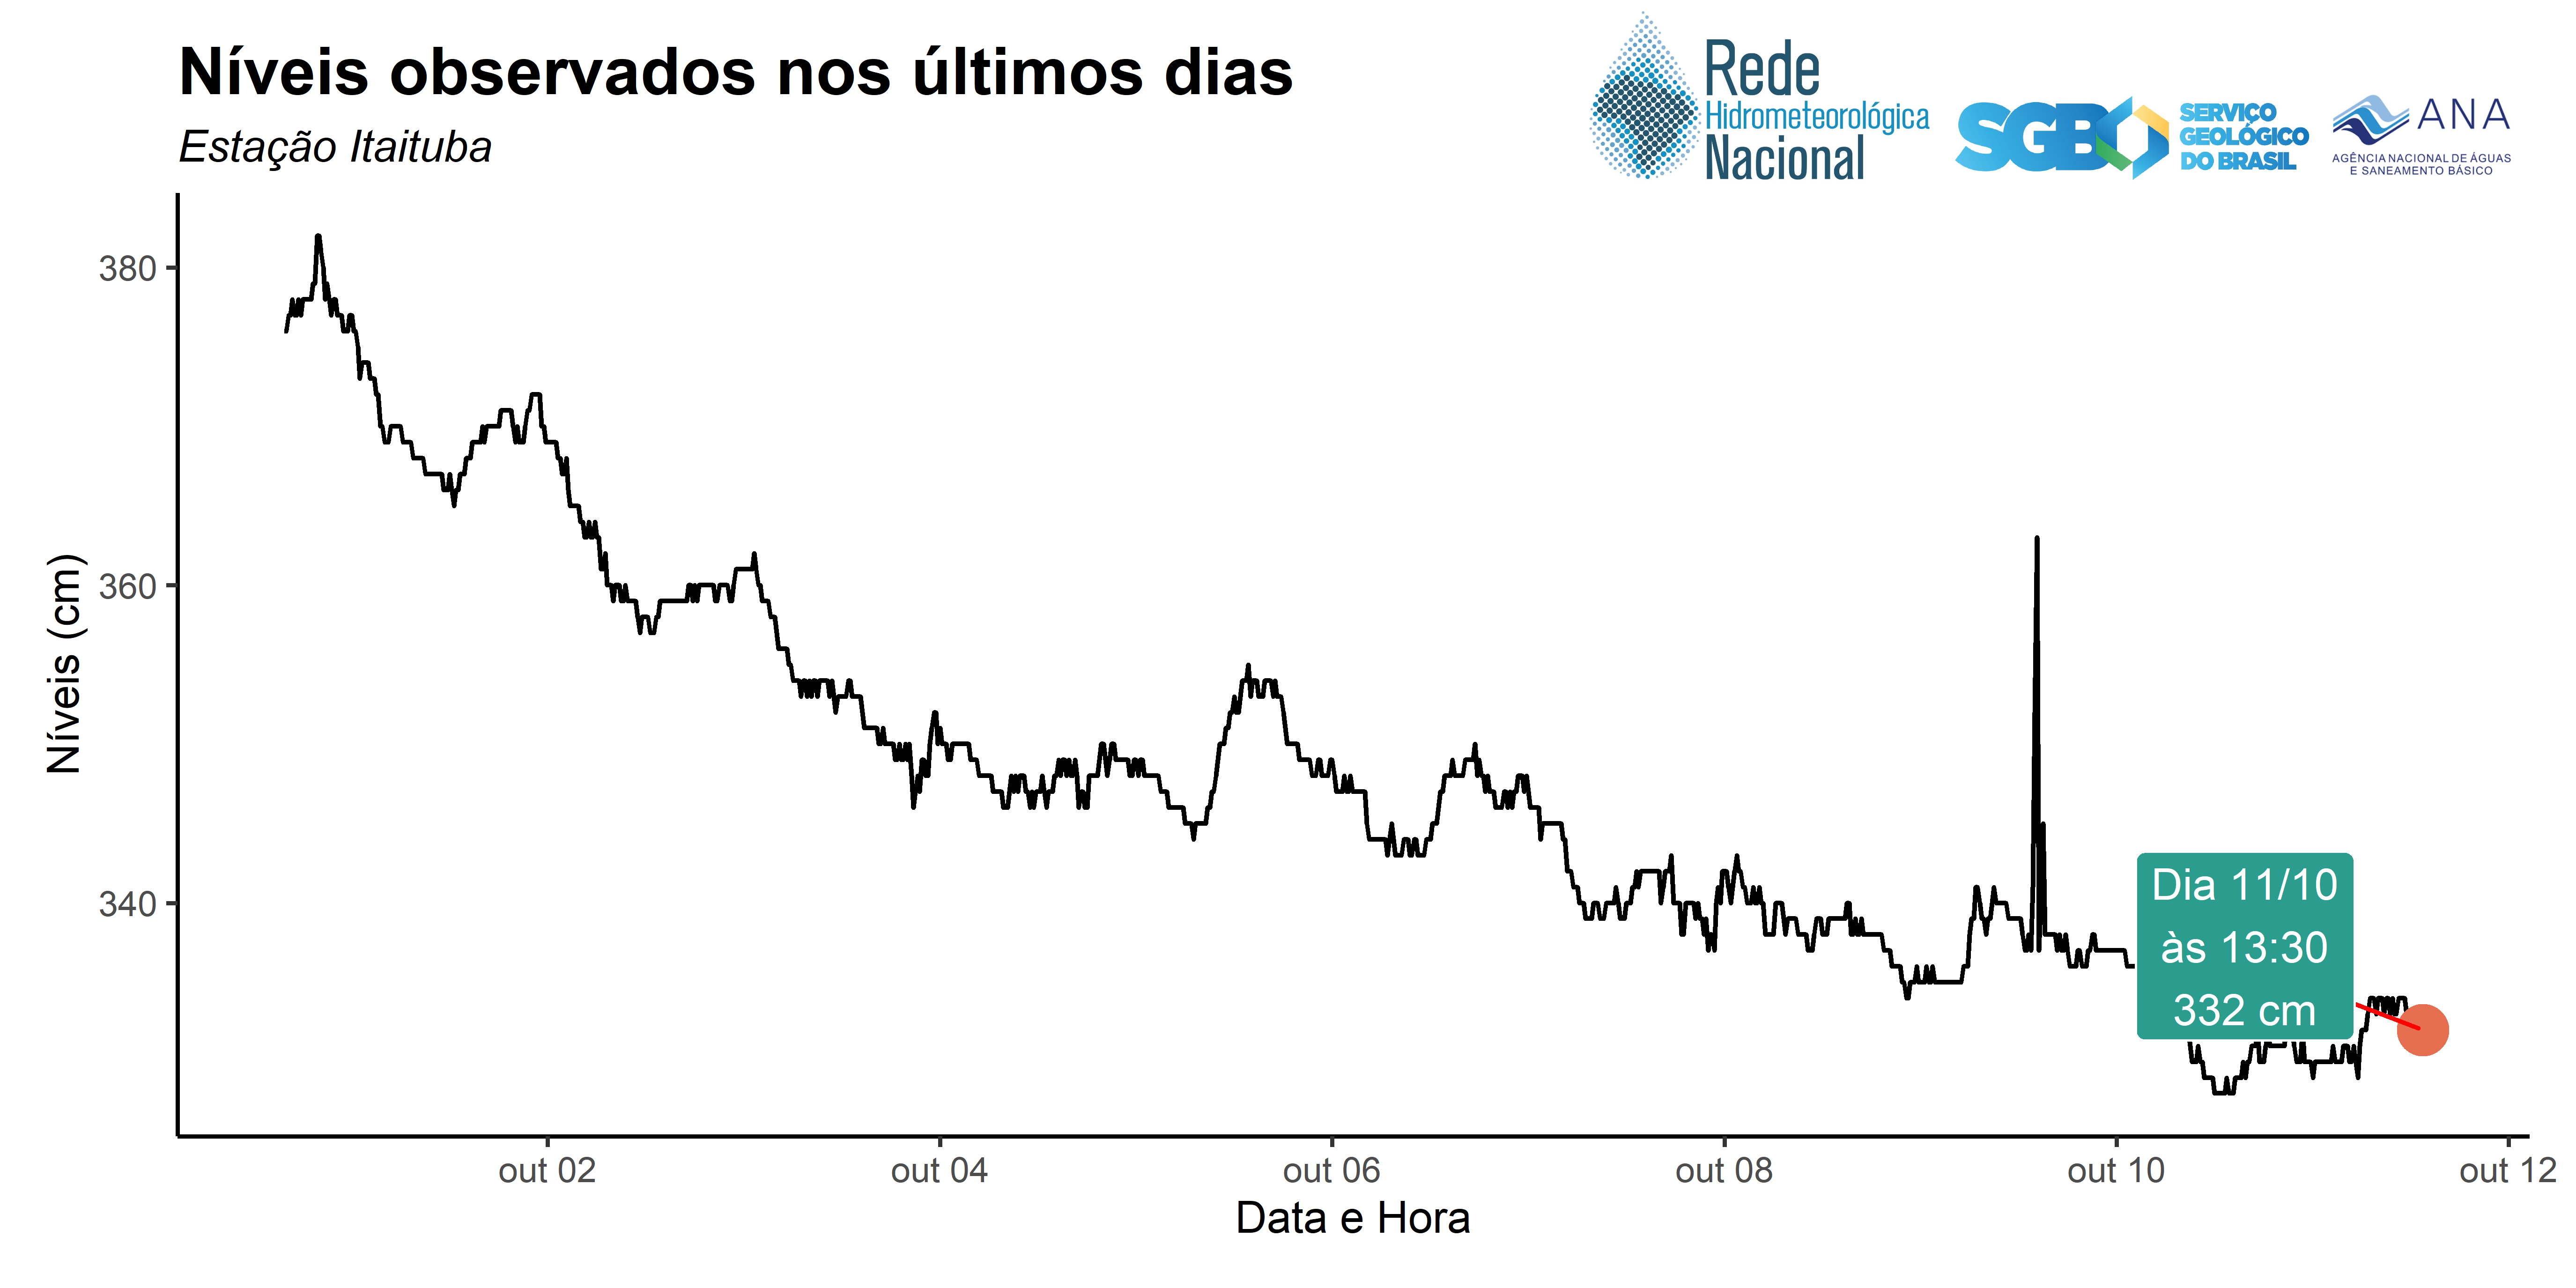 Níveis observados nos últimos dias
Estação Itaituba
Rede
Hidrometeorológica
Nacional
SGB
SERVIÇO
GEOLÓGICO
DO BRASIL
ANA
AGÊNCIA NACIONAL DE ÁGUAS
E SANEAMENTO BÁSICO
Níveis (cm)
380
360
340
Dia 11/10
às 13:30
332 cm
out 02
out 04
out 06
out 08
out 10
out 12
Data e Hora